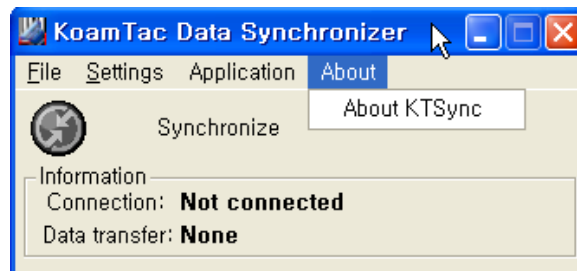 KoamTac Data Synchronizer
File Settings Application About
About KTSync
Synchronize
Information
Connection: Not connected
Data transfer: None